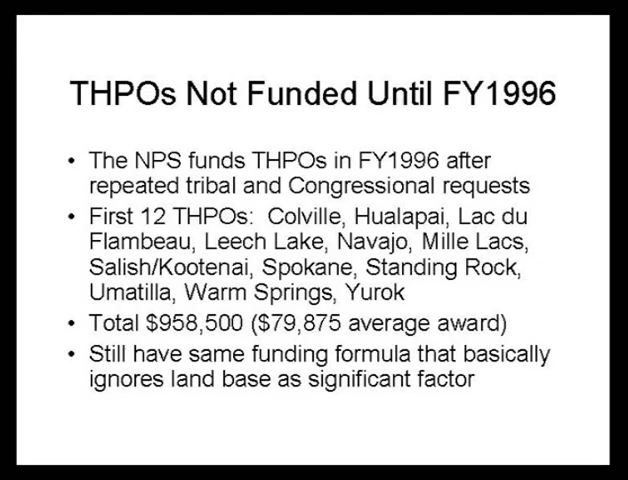 THPOs Not Funded Until FY1996
• The NPS funds THPOs in FY1996 after
repeated tribal and Congressional requests
• First 12 THPOs: Colville, Hualapai, Lac du
Flambeau, Leech Lake, Navajo, Mille Lacs,
Salish/Kootenai, Spokane, Standing Rock,
Umatilla, Warm Springs, Yurok
• Total $958,500 ($79,875 average award)
• Still have same funding formula that basically
ignores land base as significant factor